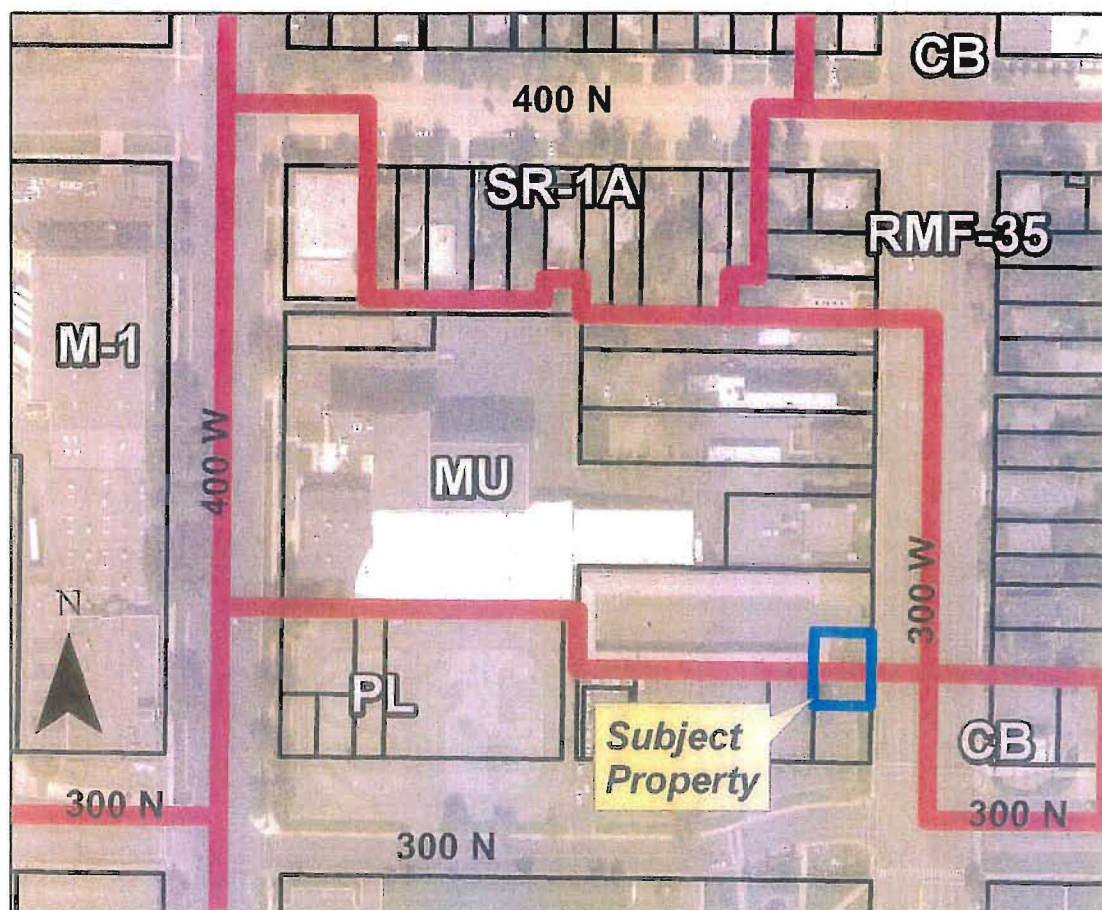 CB
400 N
SR-1A
RMF-35
M-1
400 W
MU
300 W
N
PL
Subject
Property
CB
300 N
300 N
300 N